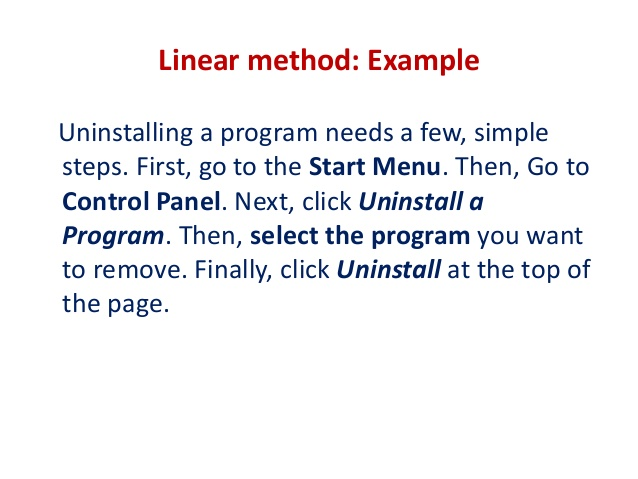 Linear method: Example
Uninstalling a program needs a few, simple
steps. First, go to the Start Menu. Then, Go to
Control Panel. Next, click Uninstall a
Program. Then, select the program you want
to remove. Finally, click Uninstall at the top of
the page.